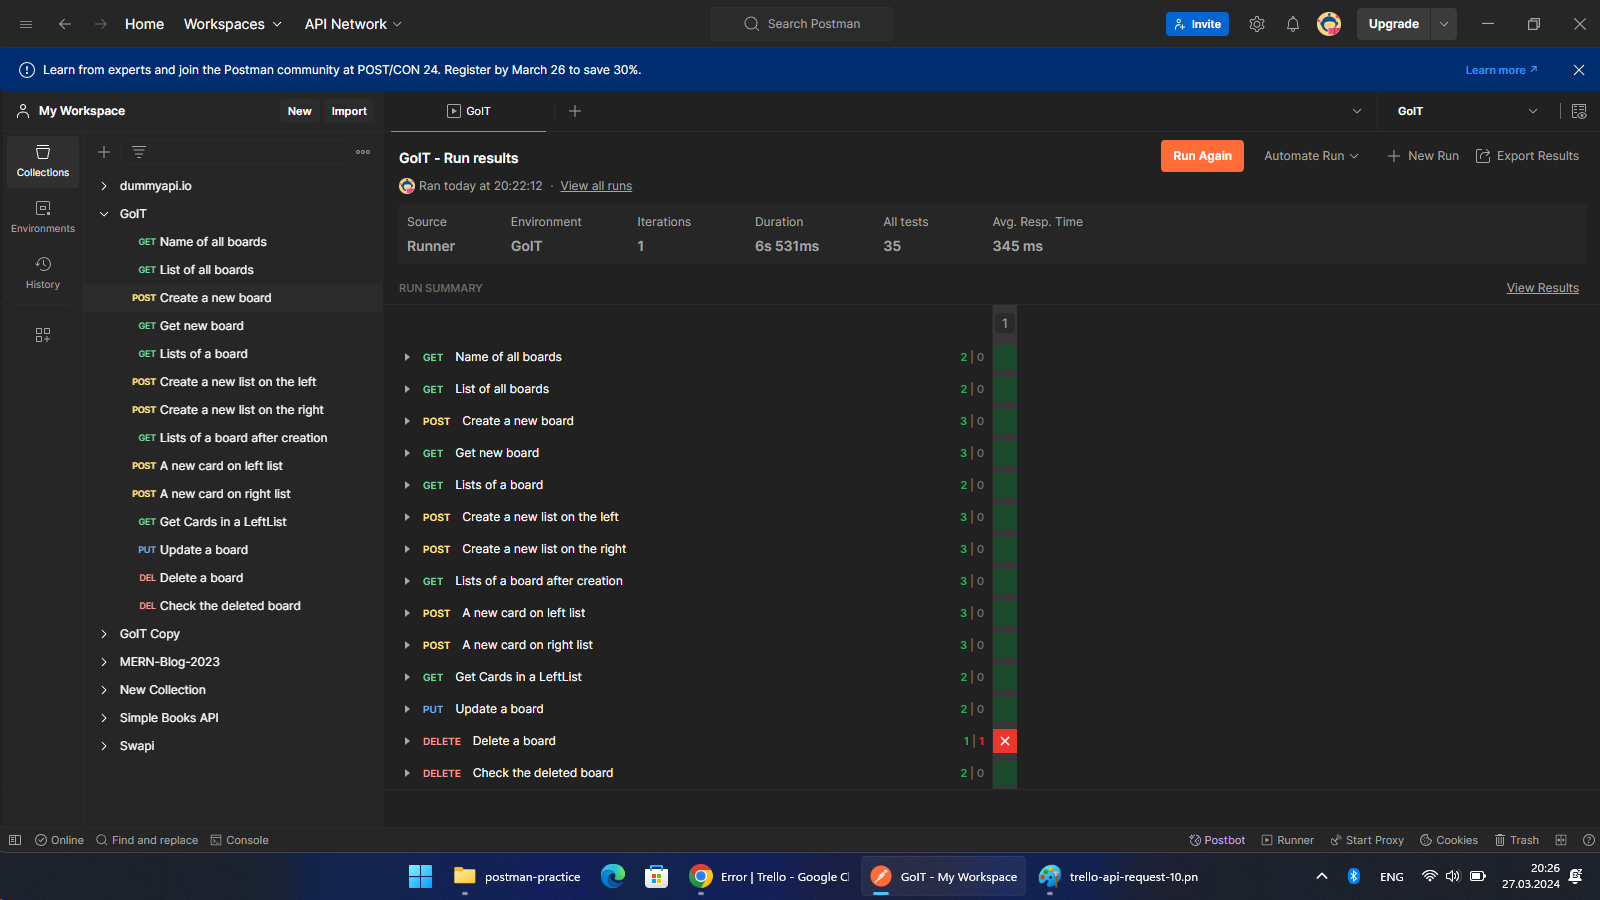 Home
Workspaces
API Network
Search Postman
Invite
Upgrade
Learn from experts and join the Postman community at POST/CON 24. Register by March 26 to save 30%.
Learn more
My Workspace
New
Import
GoIT
GoIT
Collections
Environments
History
dummyapi.io
GoIT
GET Name of all boards
GET List of all boards
POST Create a new board
GET Get new board
GET Lists of a board
POST Create a new list on the left
POST Create a new list on the right
GET Lists of a board after creation
POST A new card on left list
POST A new card on right list
GET Get Cards in a LeftList
PUT Update a board
DEL Delete a board
DEL Check the deleted board
GoIT Copy
MERN-Blog-2023
New Collection
Simple Books API
Swapi
GoIT - Run results
Run Again
Automate Run
New Run
Export Results
Ran today at 20:22:12 · View all runs
Source Environment Iterations Duration All tests Avg. Resp. Time
Runner GoIT 1 6s 531ms 35 345 ms
RUN SUMMARY
View Results
1
GET Name of all boards 2 | 0
GET List of all boards 2 | 0
POST Create a new board 3 | 0
GET Get new board 3 | 0
GET Lists of a board 2 | 0
POST Create a new list on the left 3 | 0
POST Create a new list on the right 3 | 0
GET Lists of a board after creation 3 | 0
POST A new card on left list 3 | 0
POST A new card on right list 3 | 0
GET Get Cards in a LeftList 2 | 0
PUT Update a board 2 | 0
DELETE Delete a board 1 | 1
DELETE Check the deleted board 2 | 0
Online
Find and replace
Console
Postbot
Runner
Start Proxy
Cookies
Trash
postman-practice
Error | Trello - Google Cl
GoIT - My Workspace
trello-api-request-10.pn
ENG
20:26
27.03.2024